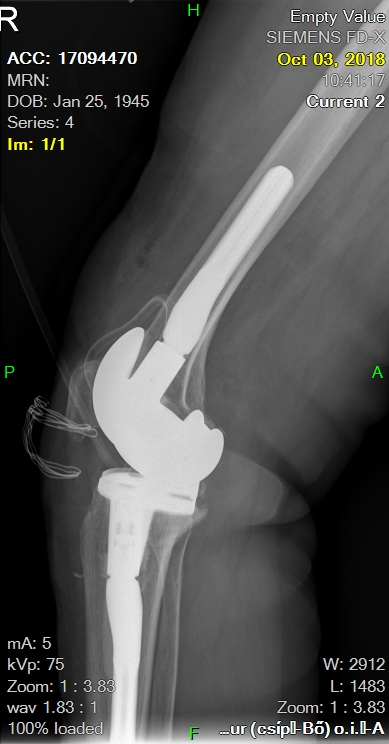 R
H
Empty Value
SIEMENS FD-X
ACC: 17094470
Oct 03, 2018
MRN:
10:41:17
DOB: Jan 25, 1945
Current 2
Series: 4
Im: 1/1
P
A
mA: 5
kVp: 75
W: 2912
Zoom: 1 : 3.83
L: 1483
wav 1.83 : 1
Zoom: 1 : 3.83
100% loaded
F